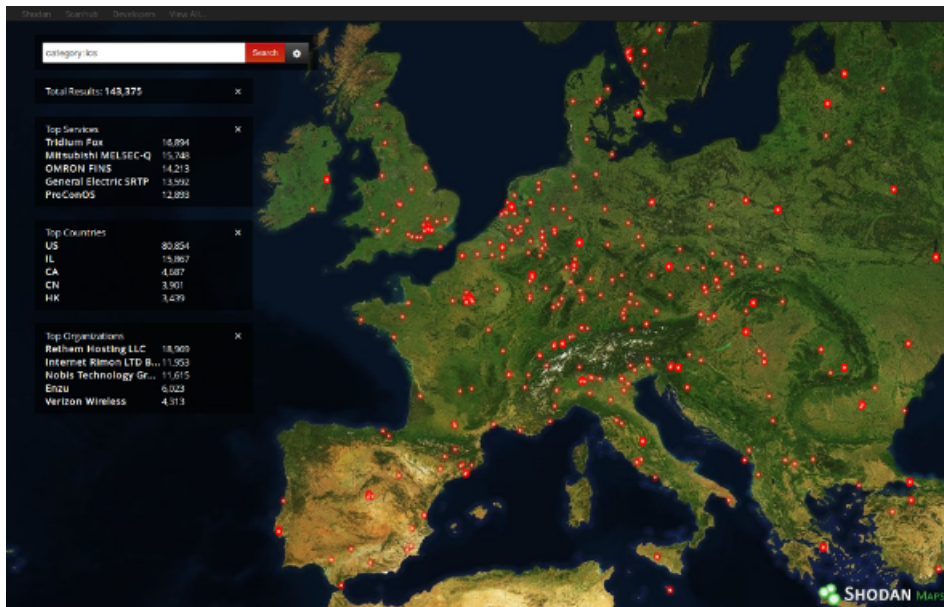 Shodan Scanhub Developers View All...
category:ics Search
Total Results: 143,375
Top Services
Tridium Fox 16,894
Mitsubishi MELSEC-Q 15,748
OMRON FINS 14,213
General Electric SRTP 13,592
ProConOS 12,893
Top Countries
US 80,854
IL 15,867
CA 4,687
CN 3,901
HK 3,439
Top Organizations
Rethem Hosting LLC 18,969
Internet Rimon LTD B... 11,953
Nobis Technology Gr... 11,615
Enzu 6,023
Verizon Wireless 4,313
SHODAN MAPS